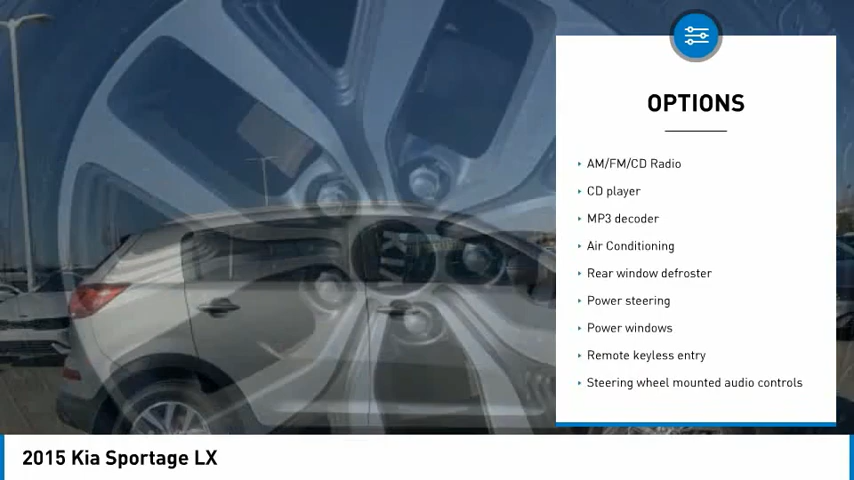 OPTIONS
AM/FM/CD Radio
CD player
MP3 decoder
Air Conditioning
Rear window defroster
Power steering
Power windows
Remote keyless entry
Steering wheel mounted audio controls
2015 Kia Sportage LX